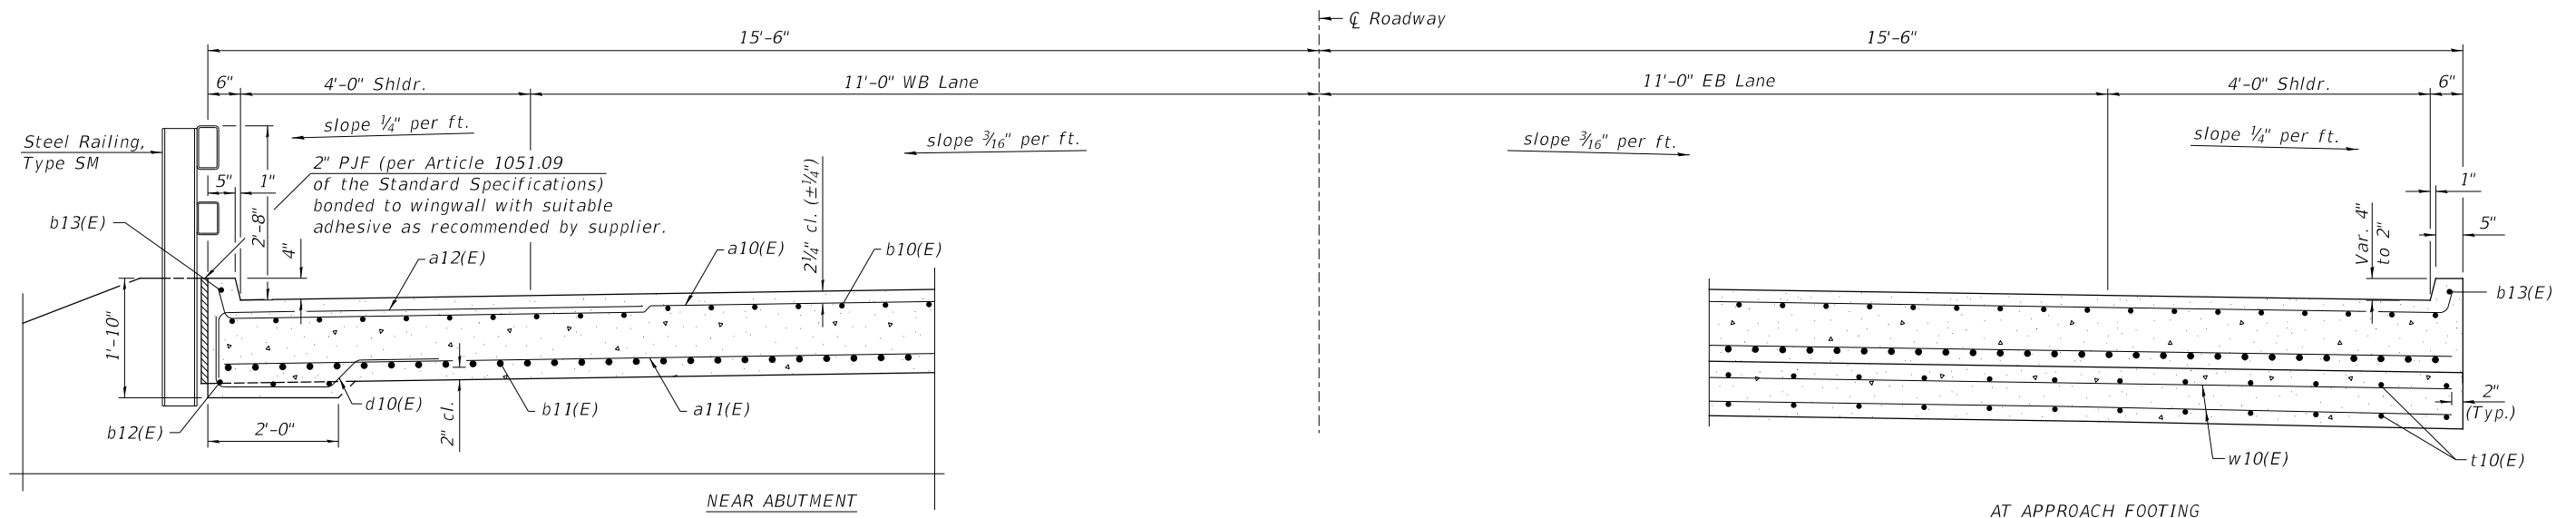 ℄ Roadway
15'-6"
15'-6"
6"
4'-0" Shldr.
11'-0" WB Lane
11'-0" EB Lane
4'-0" Shldr.
6"
slope ¼" per ft.
slope 3/16" per ft.
slope 3/16" per ft.
slope ¼" per ft.
Steel Railing,
Type SM
2" PJF (per Article 1051.09
of the Standard Specifications)
bonded to wingwall with suitable
adhesive as recommended by supplier.
5"
1"
2'-8"
4"
2¼" cl. (±¼")
1"
5"
Var. 4"
to 2"
b13(E)
a12(E)
a10(E)
b10(E)
b13(E)
1'-10"
b12(E)
2'-0"
d10(E)
2" cl.
b11(E)
a11(E)
2"
(Typ.)
w10(E)
t10(E)
NEAR ABUTMENT
AT APPROACH FOOTING